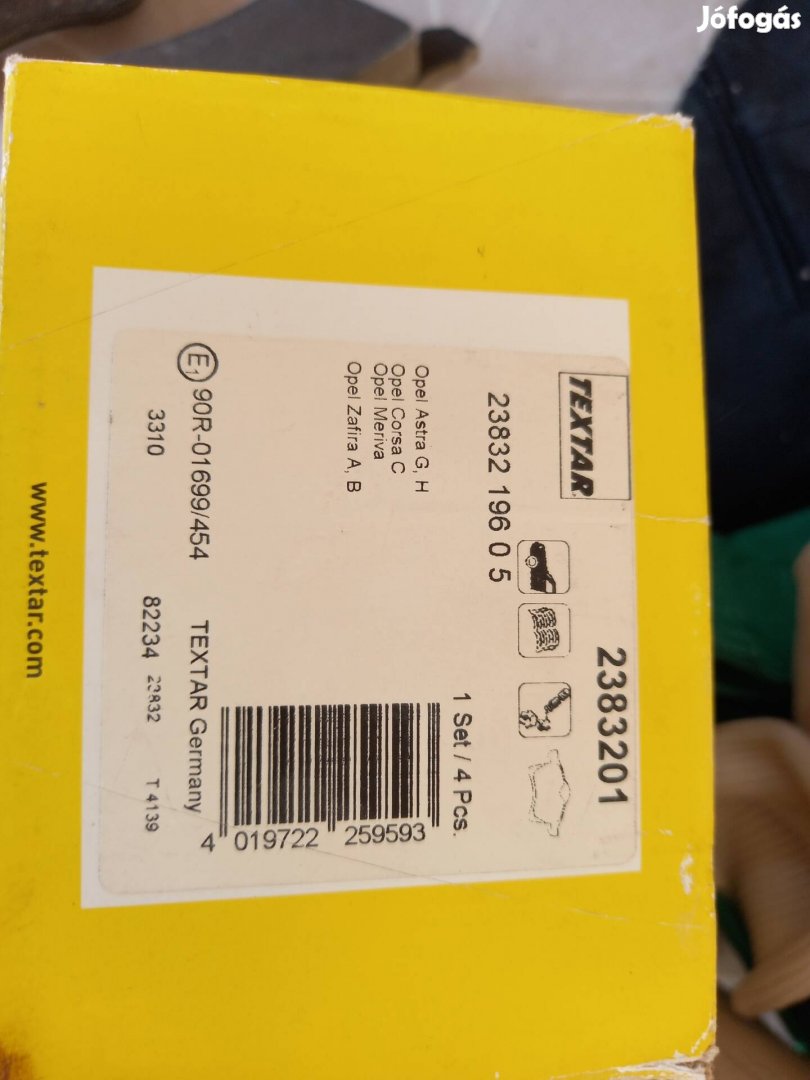 Jófogás
TEXTAR
2383201
23832 196 0 5
1 Set / 4 Pcs.
Opel Astra G, H
Opel Corsa C
Opel Meriva
Opel Zafira A, B
4 019722 259593
E1 90R-01699/454
TEXTAR Germany
3310
82234 23832 T 4139
www.textar.com